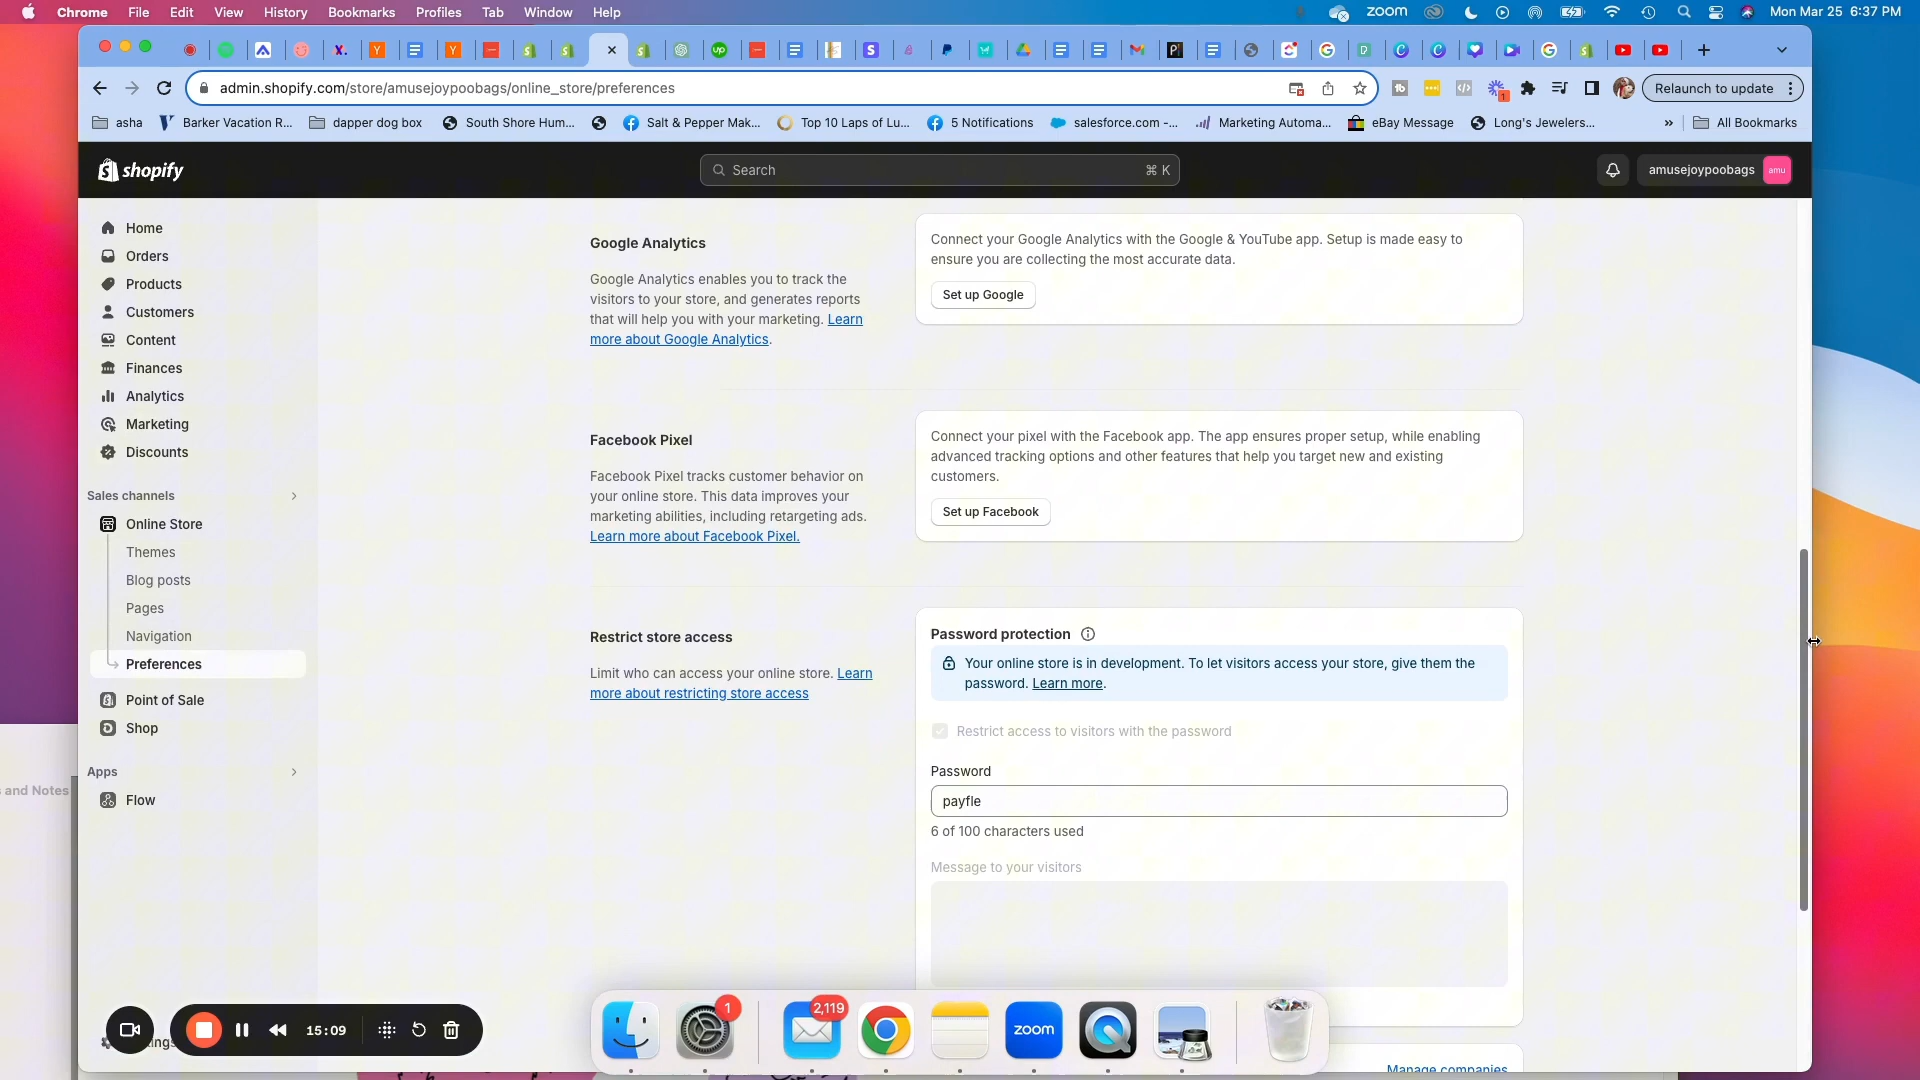 Chrome File Edit View History Bookmarks Profiles Tab Window Help
zoom
Mon Mar 25 6:37 PM
admin.shopify.com/store/amusejoypoobags/online_store/preferences
Relaunch to update
asha
Barker Vacation R...
dapper dog box
South Shore Hum...
Salt & Pepper Mak...
Top 10 Laps of Lu...
5 Notifications
salesforce.com -...
Marketing Automa...
eBay Message
Long's Jewelers...
»
All Bookmarks
shopify
Search
⌘ K
amusejoypoobags
amu
Home
Orders
Products
Customers
Content
Finances
Analytics
Marketing
Discounts
Sales channels
Online Store
Themes
Blog posts
Pages
Navigation
Preferences
Point of Sale
Shop
Apps
Flow
Google Analytics
Google Analytics enables you to track the
visitors to your store, and generates reports
that will help you with your marketing. Learn
more about Google Analytics.
Connect your Google Analytics with the Google & YouTube app. Setup is made easy to
ensure you are collecting the most accurate data.
Set up Google
Facebook Pixel
Facebook Pixel tracks customer behavior on
your online store. This data improves your
marketing abilities, including retargeting ads.
Learn more about Facebook Pixel.
Connect your pixel with the Facebook app. The app ensures proper setup, while enabling
advanced tracking options and other features that help you target new and existing
customers.
Set up Facebook
Restrict store access
Limit who can access your online store. Learn
more about restricting store access
Password protection
Your online store is in development. To let visitors access your store, give them the
password. Learn more.
Restrict access to visitors with the password
Password
payfle
6 of 100 characters used
Message to your visitors
Manage companies
s and Notes
15:09
1
2,119
zoom